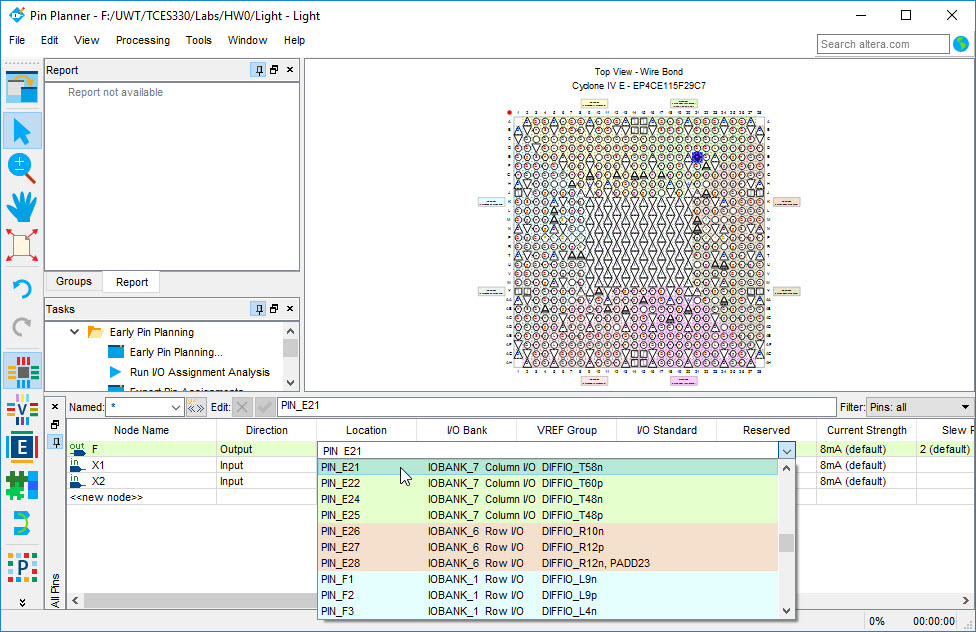 Pin Planner - F:/UWT/TCES330/Labs/HW0/Light - Light
File Edit View Processing Tools Window Help
Search altera.com
Report
Report not available
Groups Report
Top View - Wire Bond
Cyclone IV E - EP4CE115F29C7
Tasks
Early Pin Planning
Early Pin Planning...
Run I/O Assignment Analysis
Export Pin Assignments...
Named: * Edit: PIN_E21 Filter: Pins: all
Node Name Direction Location I/O Bank VREF Group I/O Standard Reserved Current Strength Slew R
out F Output PIN_E21 8mA (default) 2 (default)
in X1 Input 8mA (default)
in X2 Input 8mA (default)
<<new node>>
PIN_E21 IOBANK_7 Column I/O DIFFIO_T58n
PIN_E22 IOBANK_7 Column I/O DIFFIO_T60p
PIN_E24 IOBANK_7 Column I/O DIFFIO_T48n
PIN_E25 IOBANK_7 Column I/O DIFFIO_T48p
PIN_E26 IOBANK_6 Row I/O DIFFIO_R10n
PIN_E27 IOBANK_6 Row I/O DIFFIO_R12p
PIN_E28 IOBANK_6 Row I/O DIFFIO_R12n, PADD23
PIN_F1 IOBANK_1 Row I/O DIFFIO_L9n
PIN_F2 IOBANK_1 Row I/O DIFFIO_L9p
PIN_F3 IOBANK_1 Row I/O DIFFIO_L4n
All Pins
0% 00:00:00